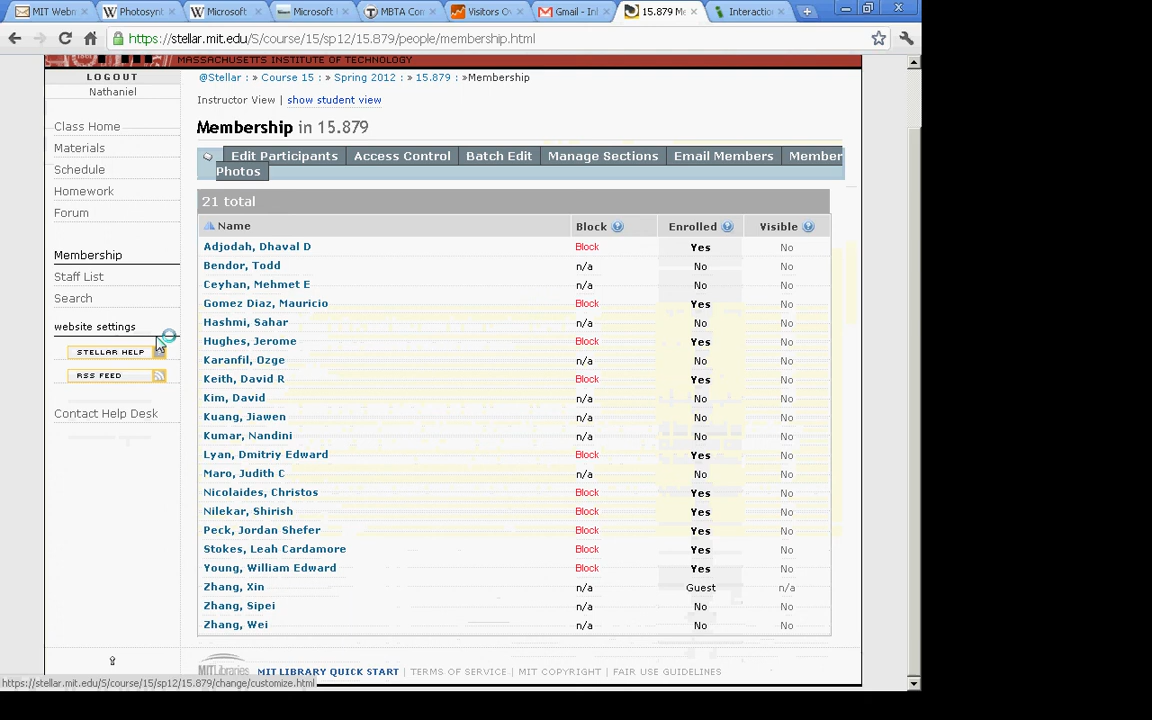 MIT Webm
Photosynt
Microsoft
Microsoft
MBTA Con
Visitors Ov
Gmail - Inl
15.879 Me
Interactio
https://stellar.mit.edu/S/course/15/sp12/15.879/people/membership.html
MASSACHUSETTS INSTITUTE OF TECHNOLOGY
LOGOUT
Nathaniel
@Stellar : » Course 15 : » Spring 2012 : » 15.879 : »Membership
Instructor View | show student view
Class Home
Materials
Schedule
Homework
Forum
Membership
Staff List
Search
website settings
STELLAR HELP
RSS FEED
Contact Help Desk
Membership in 15.879
Edit Participants Access Control Batch Edit Manage Sections Email Members Member
Photos
21 total
Name Block ? Enrolled ? Visible ?
Adjodah, Dhaval D Block Yes No
Bendor, Todd n/a No No
Ceyhan, Mehmet E n/a No No
Gomez Diaz, Mauricio Block Yes No
Hashmi, Sahar n/a No No
Hughes, Jerome Block Yes No
Karanfil, Ozge n/a No No
Keith, David R Block Yes No
Kim, David n/a No No
Kuang, Jiawen n/a No No
Kumar, Nandini n/a No No
Lyan, Dmitriy Edward Block Yes No
Maro, Judith C n/a No No
Nicolaides, Christos Block Yes No
Nilekar, Shirish Block Yes No
Peck, Jordan Shefer Block Yes No
Stokes, Leah Cardamore Block Yes No
Young, William Edward Block Yes No
Zhang, Xin n/a Guest n/a
Zhang, Sipei n/a No No
Zhang, Wei n/a No No
MITLibraries MIT LIBRARY QUICK START | TERMS OF SERVICE | MIT COPYRIGHT | FAIR USE GUIDELINES
https://stellar.mit.edu/S/course/15/sp12/15.879/change/customize.html